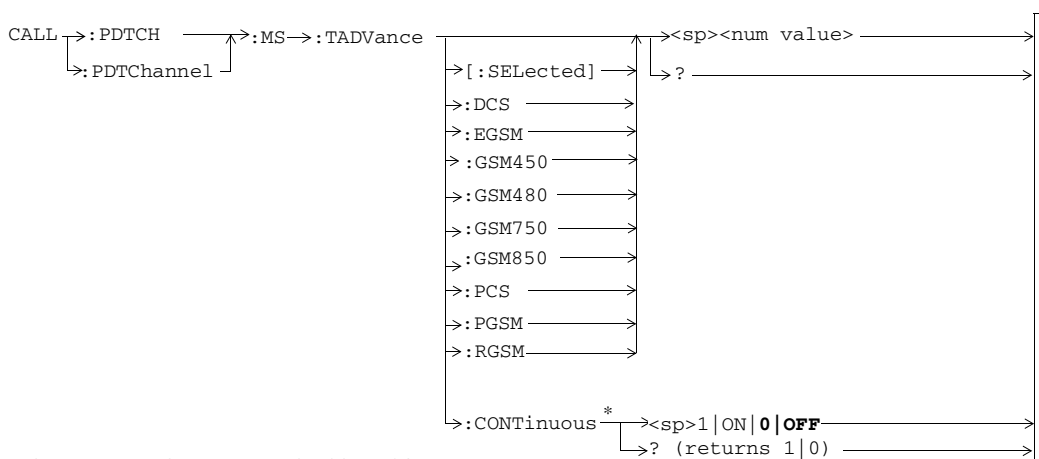 CALL :PDTCH :MS :TADVance <sp><num value>
:PDTChannel [:SELected] ?
:DCS
:EGSM
:GSM450
:GSM480
:GSM750
:GSM850
:PCS
:PGSM
:RGSM
:CONTinuous * <sp>1|ON|0|OFF
? (returns 1|0)